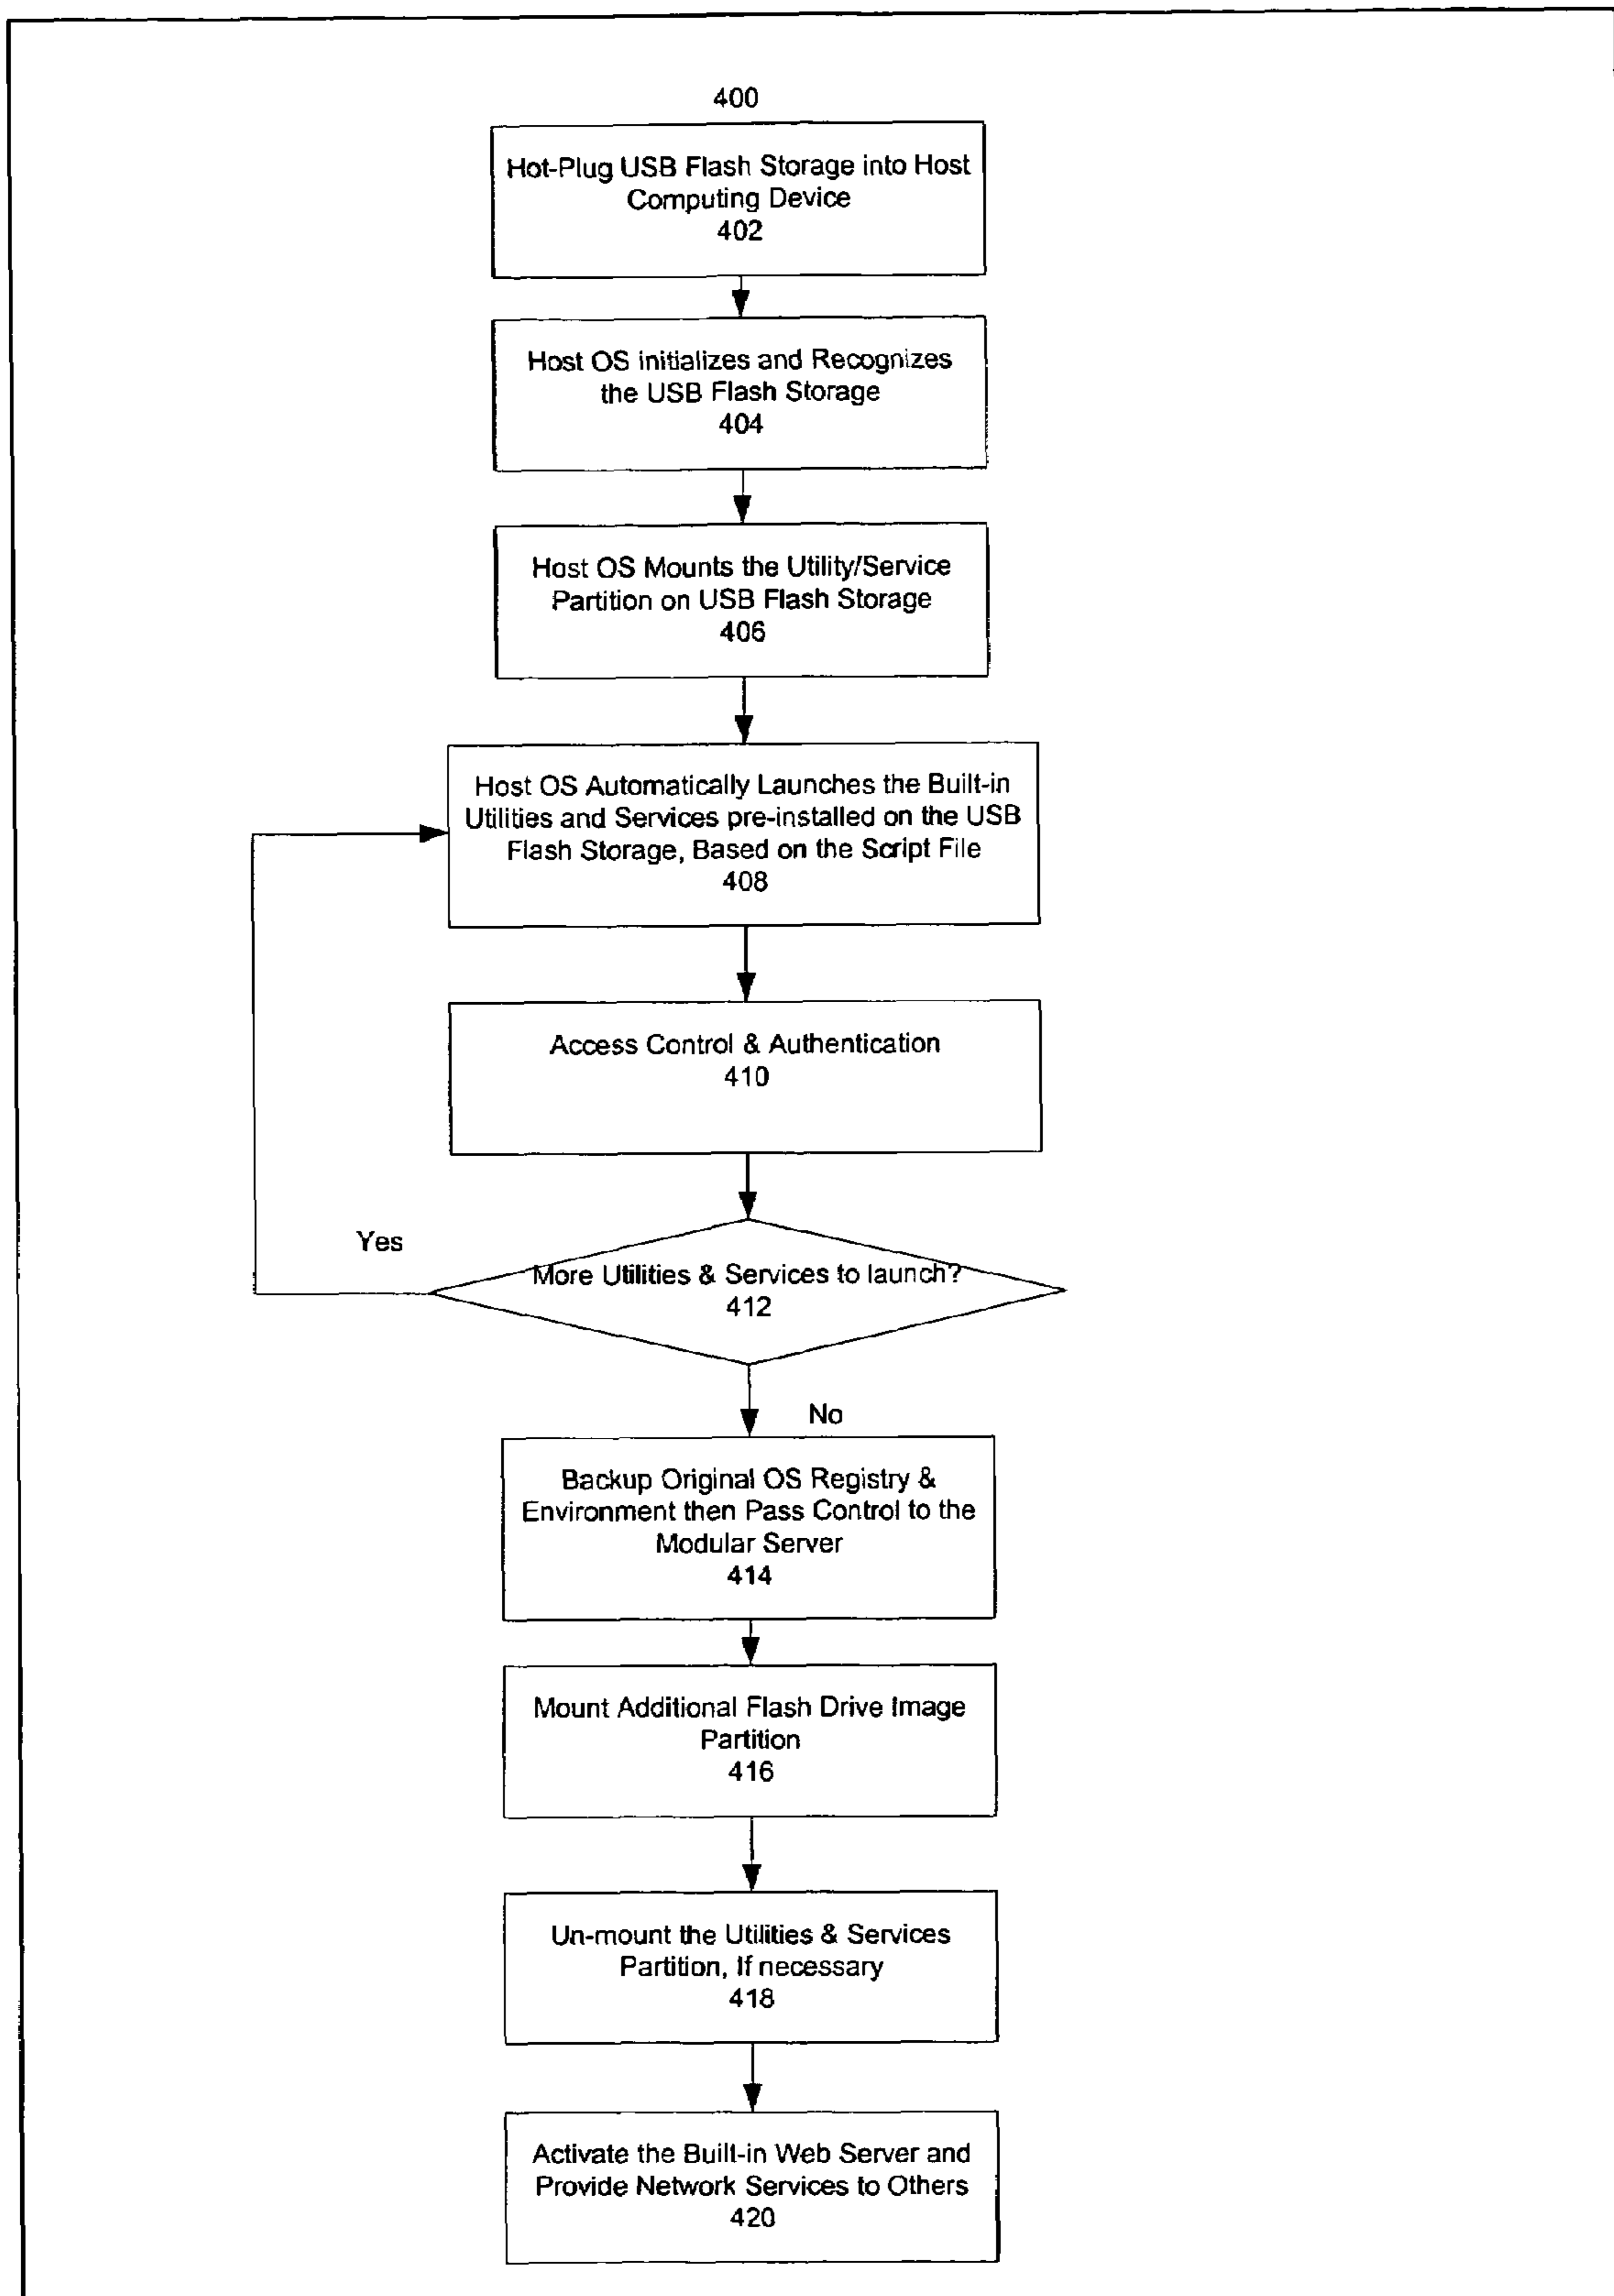 400
Hot-Plug USB Flash Storage into Host
Computing Device
402
Host OS initializes and Recognizes
the USB Flash Storage
404
Host OS Mounts the Utility/Service
Partition on USB Flash Storage
406
Host OS Automatically Launches the Built-in
Utilities and Services pre-installed on the USB
Flash Storage, Based on the Script File
408
Access Control & Authentication
410
Yes
More Utilities & Services to launch?
412
No
Backup Original OS Registry &
Environment then Pass Control to the
Modular Server
414
Mount Additional Flash Drive Image
Partition
416
Un-mount the Utilities & Services
Partition, If necessary
418
Activate the Built-in Web Server and
Provide Network Services to Others
420